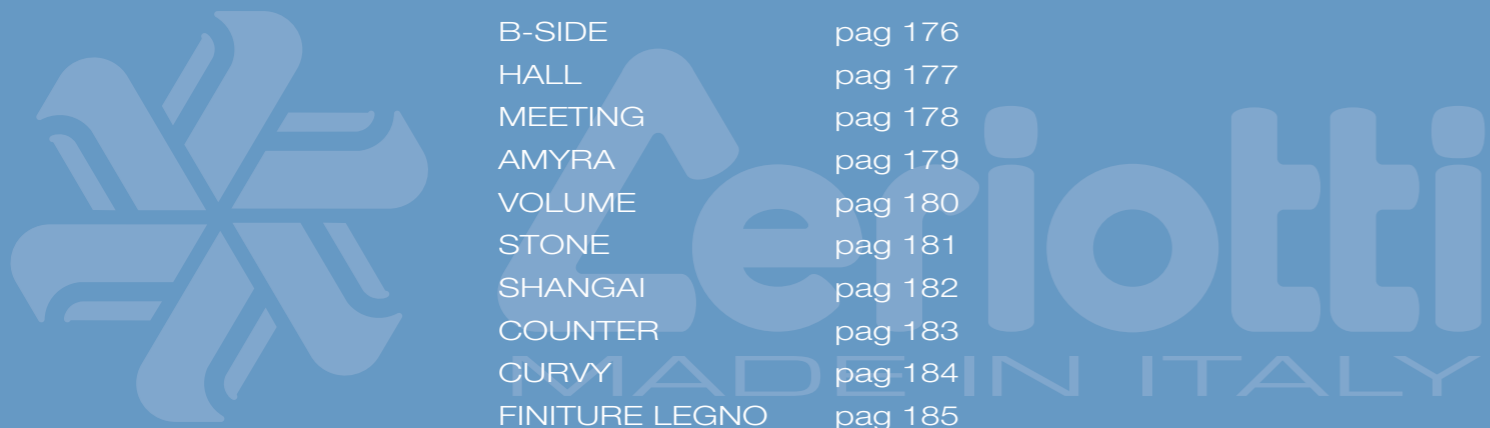 B-SIDE pag 176
HALL pag 177
MEETING pag 178
AMYRA pag 179
VOLUME pag 180
STONE pag 181
SHANGAI pag 182
COUNTER pag 183
CURVY pag 184
FINITURE LEGNO pag 185
Ceriotti
MADE IN ITALY